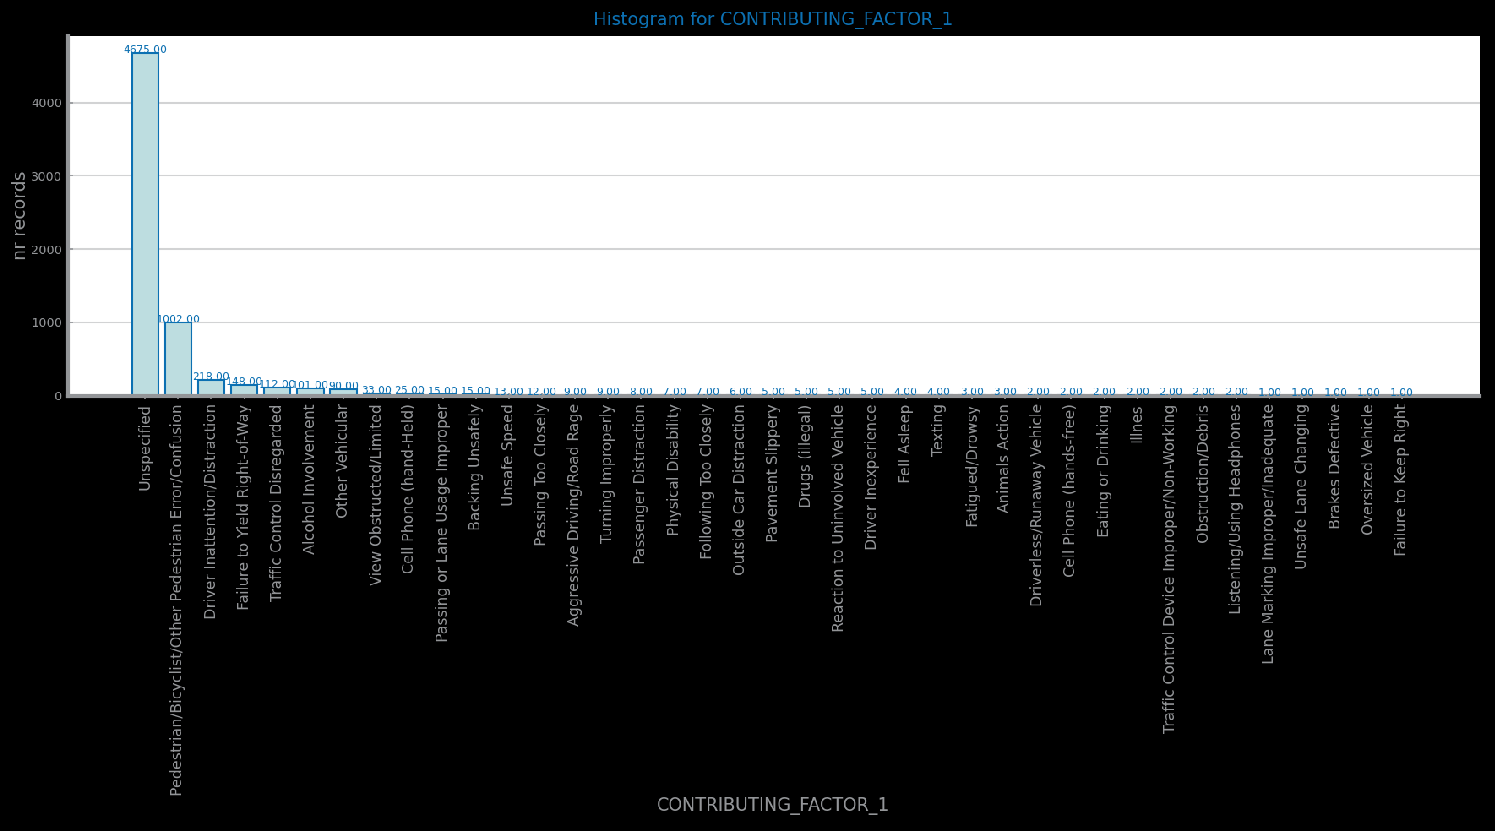 Histogram for CONTRIBUTING_FACTOR_1
nr records
4000
3000
2000
1000
0
4675.00
1002.00
218.00
148.00
112.00
101.00
90.00
33.00
25.00
15.00
15.00
13.00
12.00
9.00
9.00
8.00
7.00
7.00
6.00
5.00
5.00
5.00
5.00
4.00
4.00
3.00
3.00
2.00
2.00
2.00
2.00
2.00
2.00
2.00
1.00
1.00
1.00
1.00
1.00
Unspecified
Pedestrian/Bicyclist/Other Pedestrian Error/Confusion
Driver Inattention/Distraction
Failure to Yield Right-of-Way
Traffic Control Disregarded
Alcohol Involvement
Other Vehicular
View Obstructed/Limited
Cell Phone (hand-Held)
Passing or Lane Usage Improper
Backing Unsafely
Unsafe Speed
Passing Too Closely
Aggressive Driving/Road Rage
Turning Improperly
Passenger Distraction
Physical Disability
Following Too Closely
Outside Car Distraction
Pavement Slippery
Drugs (illegal)
Reaction to Uninvolved Vehicle
Driver Inexperience
Fell Asleep
Texting
Fatigued/Drowsy
Animals Action
Driverless/Runaway Vehicle
Cell Phone (hands-free)
Eating or Drinking
Illnes
Traffic Control Device Improper/Non-Working
Obstruction/Debris
Listening/Using Headphones
Lane Marking Improper/Inadequate
Unsafe Lane Changing
Brakes Defective
Oversized Vehicle
Failure to Keep Right
CONTRIBUTING_FACTOR_1